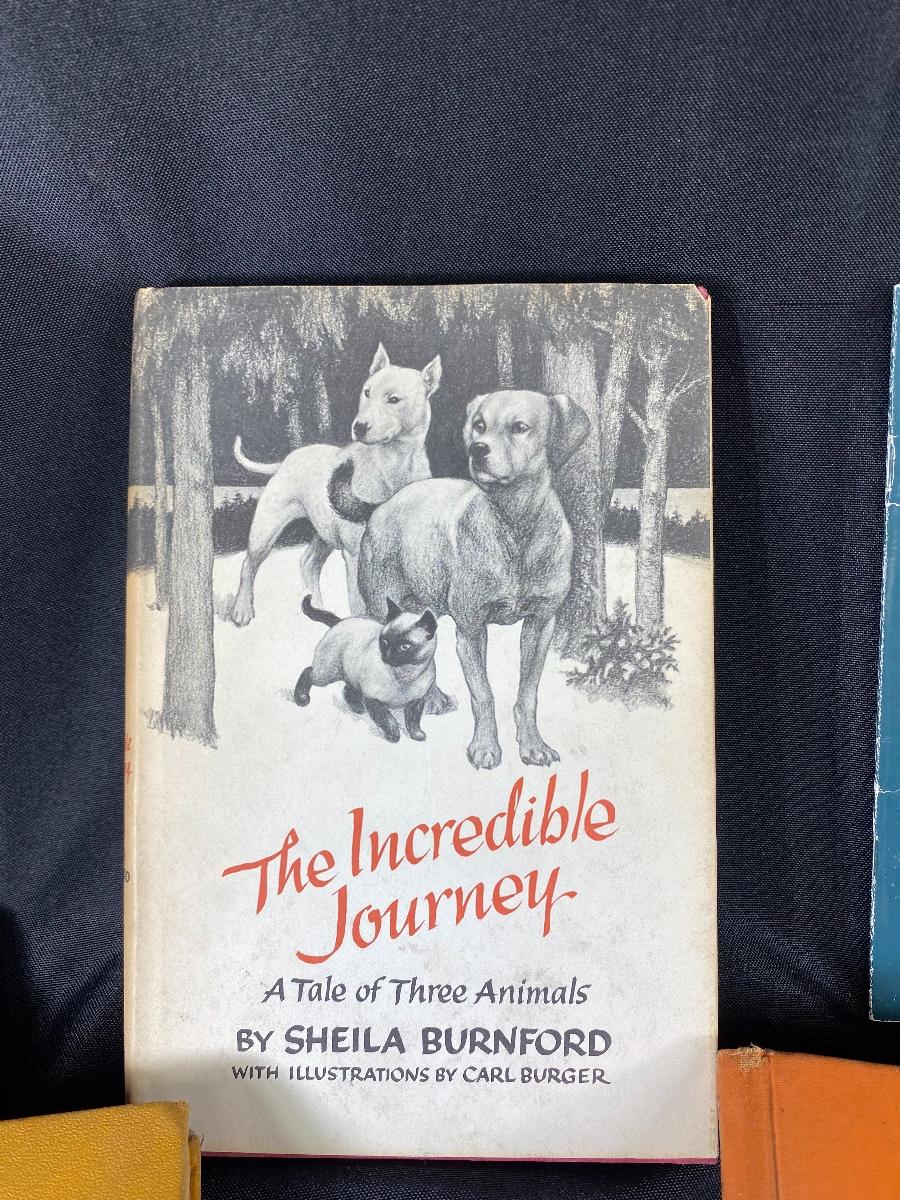 The Incredible
Journey
A Tale of Three Animals
BY SHEILA BURNFORD
WITH ILLUSTRATIONS BY CARL BURGER